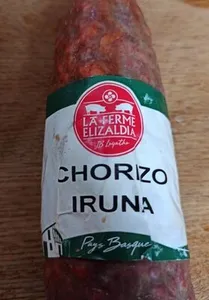 LA FERME
ELIZALDIA
CHORIZO
IRUNA
Pays Basque